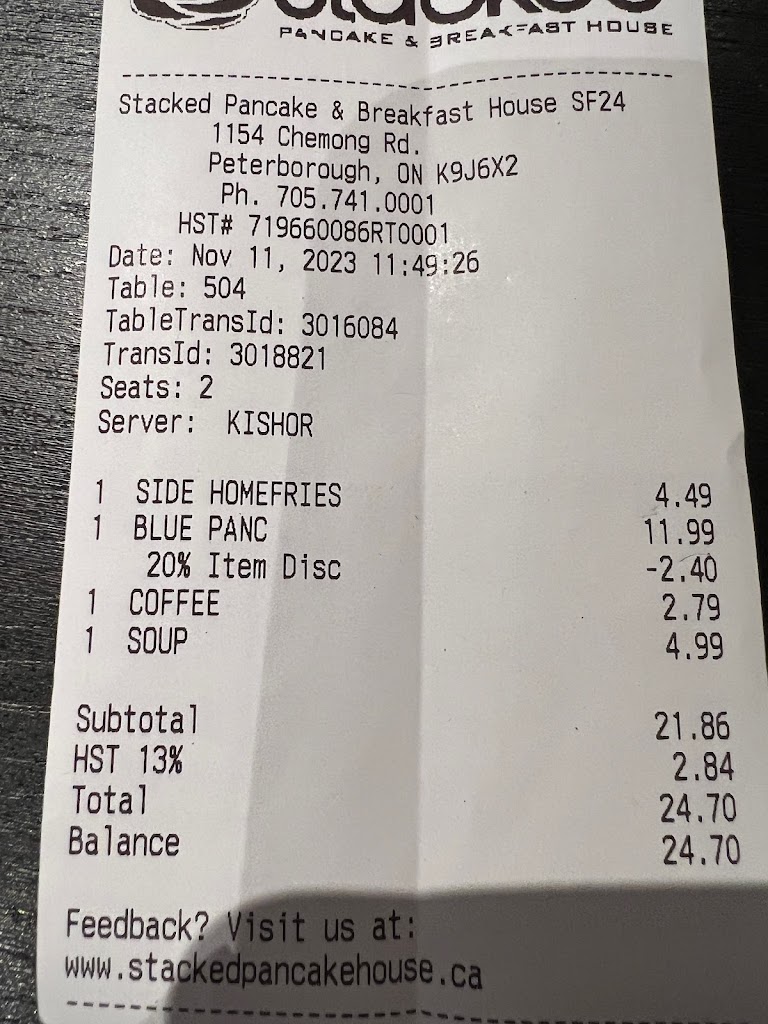 PANCAKE & BREAKFAST HOUSE
Stacked Pancake & Breakfast House SF24
1154 Chemong Rd.
Peterborough, ON K9J6X2
Ph. 705.741.0001
HST# 719660086RT0001
Date: Nov 11, 2023 11:49:26
Table: 504
TableTransId: 3016084
TransId: 3018821
Seats: 2
Server: KISHOR
1 SIDE HOMEFRIES 4.49
1 BLUE PANC 11.99
20% Item Disc -2.40
1 COFFEE 2.79
1 SOUP 4.99
Subtotal 21.86
HST 13% 2.84
Total 24.70
Balance 24.70
Feedback? Visit us at:
www.stackedpancakehouse.ca